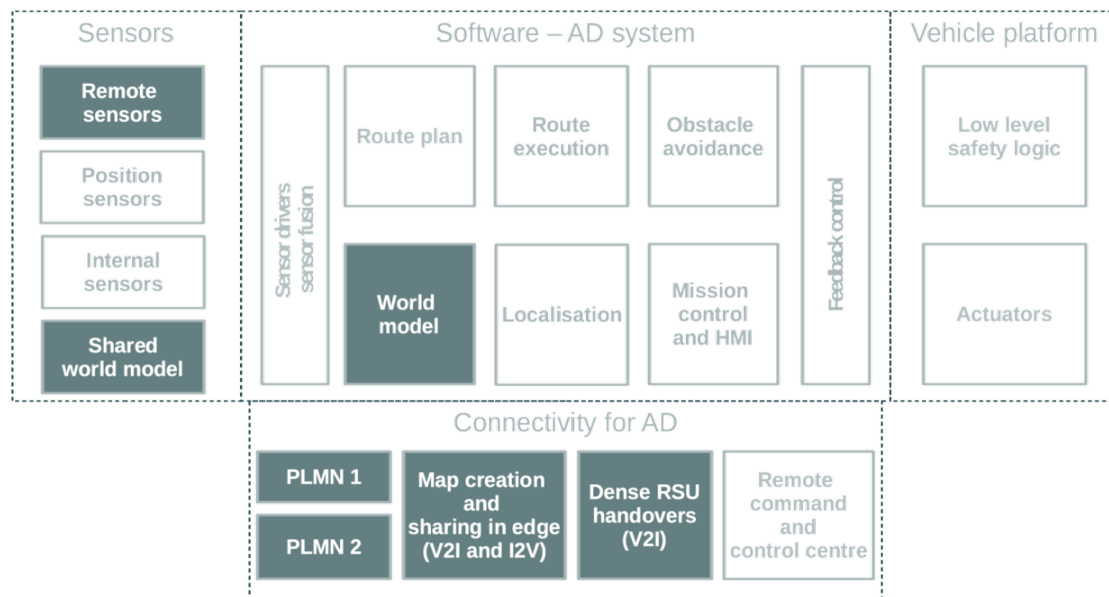 Sensors
Remote
sensors
Position
sensors
Internal
sensors
Shared
world model
Software – AD system
Sensor drivers
sensor fusion
Route plan
Route
execution
Obstacle
avoidance
World
model
Localisation
Mission
control
and HMI
Feedback control
Vehicle platform
Low level
safety logic
Actuators
Connectivity for AD
PLMN 1
PLMN 2
Map creation
and
sharing in edge
(V2I and I2V)
Dense RSU
handovers
(V2I)
Remote
command
and
control centre